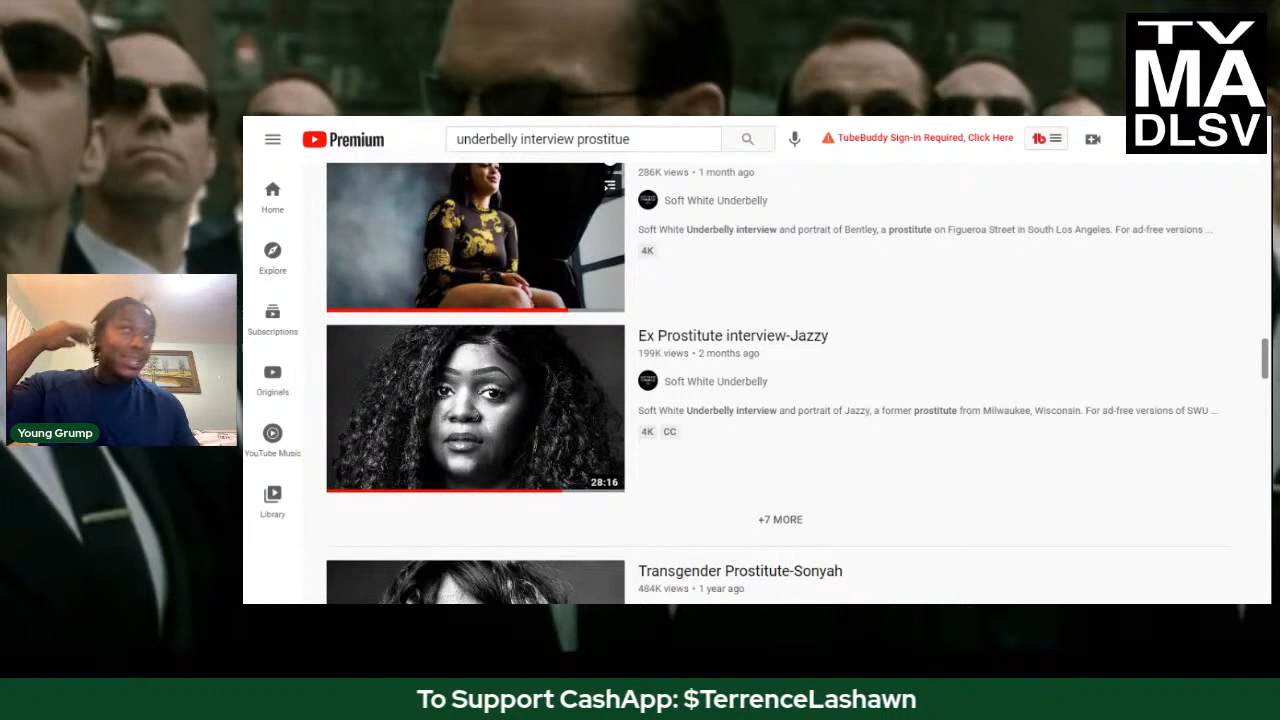 TV
MA
DLSV
Premium
underbelly interview prostitue
TubeBuddy Sign-in Required, Click Here
tb
Home
Explore
Subscriptions
Originals
YouTube Music
Library
286K views • 1 month ago
Soft White Underbelly
Soft White Underbelly interview and portrait of Bentley, a prostitute on Figueroa Street in South Los Angeles. For ad-free versions ...
4K
Ex Prostitute interview-Jazzy
199K views • 2 months ago
Soft White Underbelly
Soft White Underbelly interview and portrait of Jazzy, a former prostitute from Milwaukee, Wisconsin. For ad-free versions of SWU ...
4K CC
28:16
+7 MORE
Transgender Prostitute-Sonyah
484K views • 1 year ago
Young Grump
To Support CashApp: $TerrenceLashawn